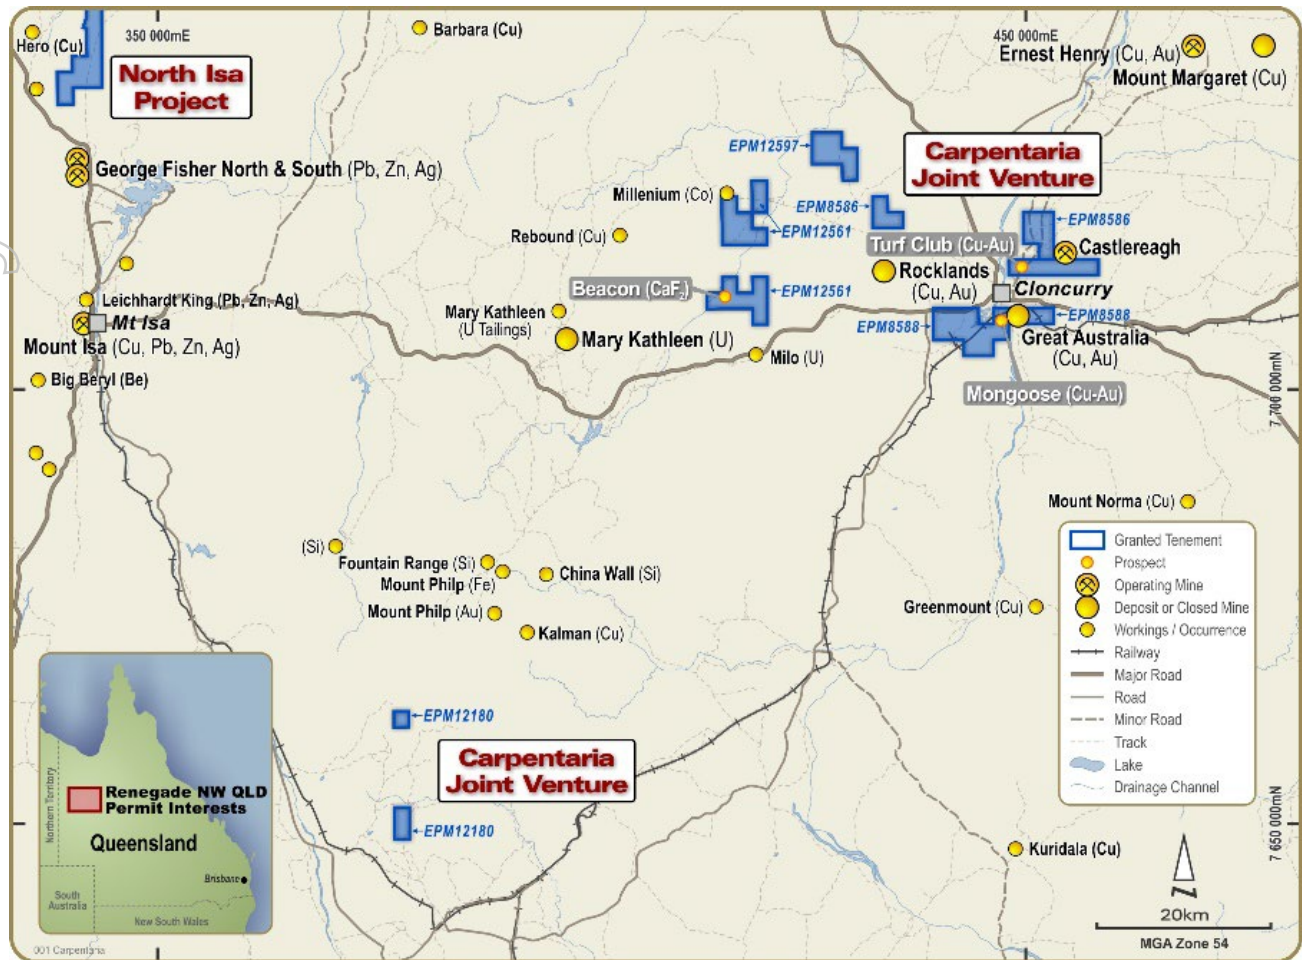 350 000mE
450 000mE
Hero (Cu)
Barbara (Cu)
Ernest Henry (Cu, Au)
Mount Margaret (Cu)
North Isa
Project
George Fisher North & South (Pb, Zn, Ag)
EPM12597
Carpentaria
Joint Venture
Millenium (Co)
EPM8586
EPM8586
Rebound (Cu)
EPM12561
Turf Club (Cu-Au)
Castlereagh
Rocklands
(Cu, Au)
Beacon (CaF2)
EPM12561
Cloncurry
Leichhardt King (Pb, Zn, Ag)
Mary Kathleen
(U Tailings)
EPM8588
EPM8588
Mt Isa
Mount Isa (Cu, Pb, Zn, Ag)
Mary Kathleen (U)
Great Australia
(Cu, Au)
Milo (U)
Big Beryl (Be)
Mongoose (Cu-Au)
7 700 000mN
Mount Norma (Cu)
(Si)
Fountain Range (Si)
Mount Philp (Fe)
China Wall (Si)
Mount Philp (Au)
Kalman (Cu)
Greenmount (Cu)
Granted Tenement
Prospect
Operating Mine
Deposit or Closed Mine
Workings / Occurrence
Railway
Major Road
Road
Minor Road
Track
Lake
Drainage Channel
EPM12180
Carpentaria
Joint Venture
EPM12180
Renegade NW QLD
Permit Interests
Northern Territory
Queensland
Brisbane
South
Australia
New South Wales
7 650 000mN
Kuridala (Cu)
N
20km
MGA Zone 54
001 Carpentaria